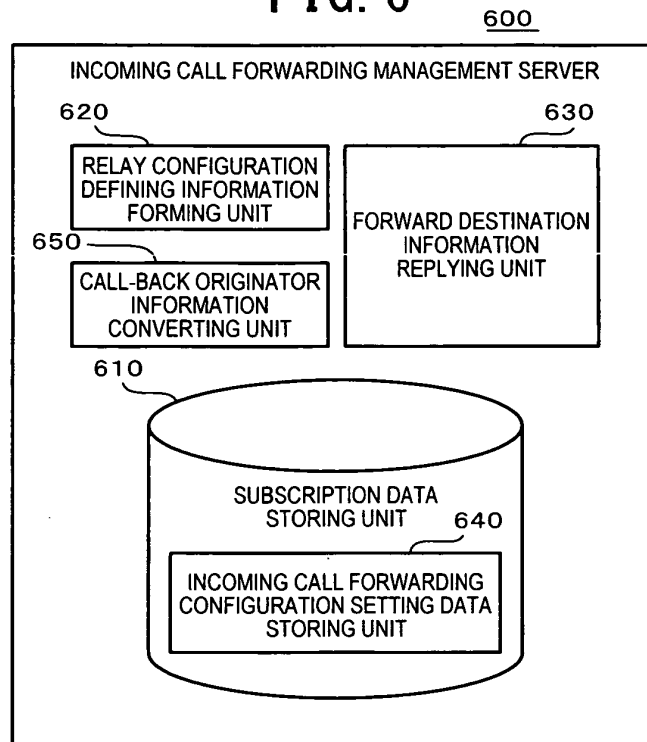 FIG. 6
600
INCOMING CALL FORWARDING MANAGEMENT SERVER
620
RELAY CONFIGURATION
DEFINING INFORMATION
FORMING UNIT
630
FORWARD DESTINATION
INFORMATION
REPLYING UNIT
650
CALL-BACK ORIGINATOR
INFORMATION
CONVERTING UNIT
610
SUBSCRIPTION DATA
STORING UNIT
640
INCOMING CALL FORWARDING
CONFIGURATION SETTING DATA
STORING UNIT